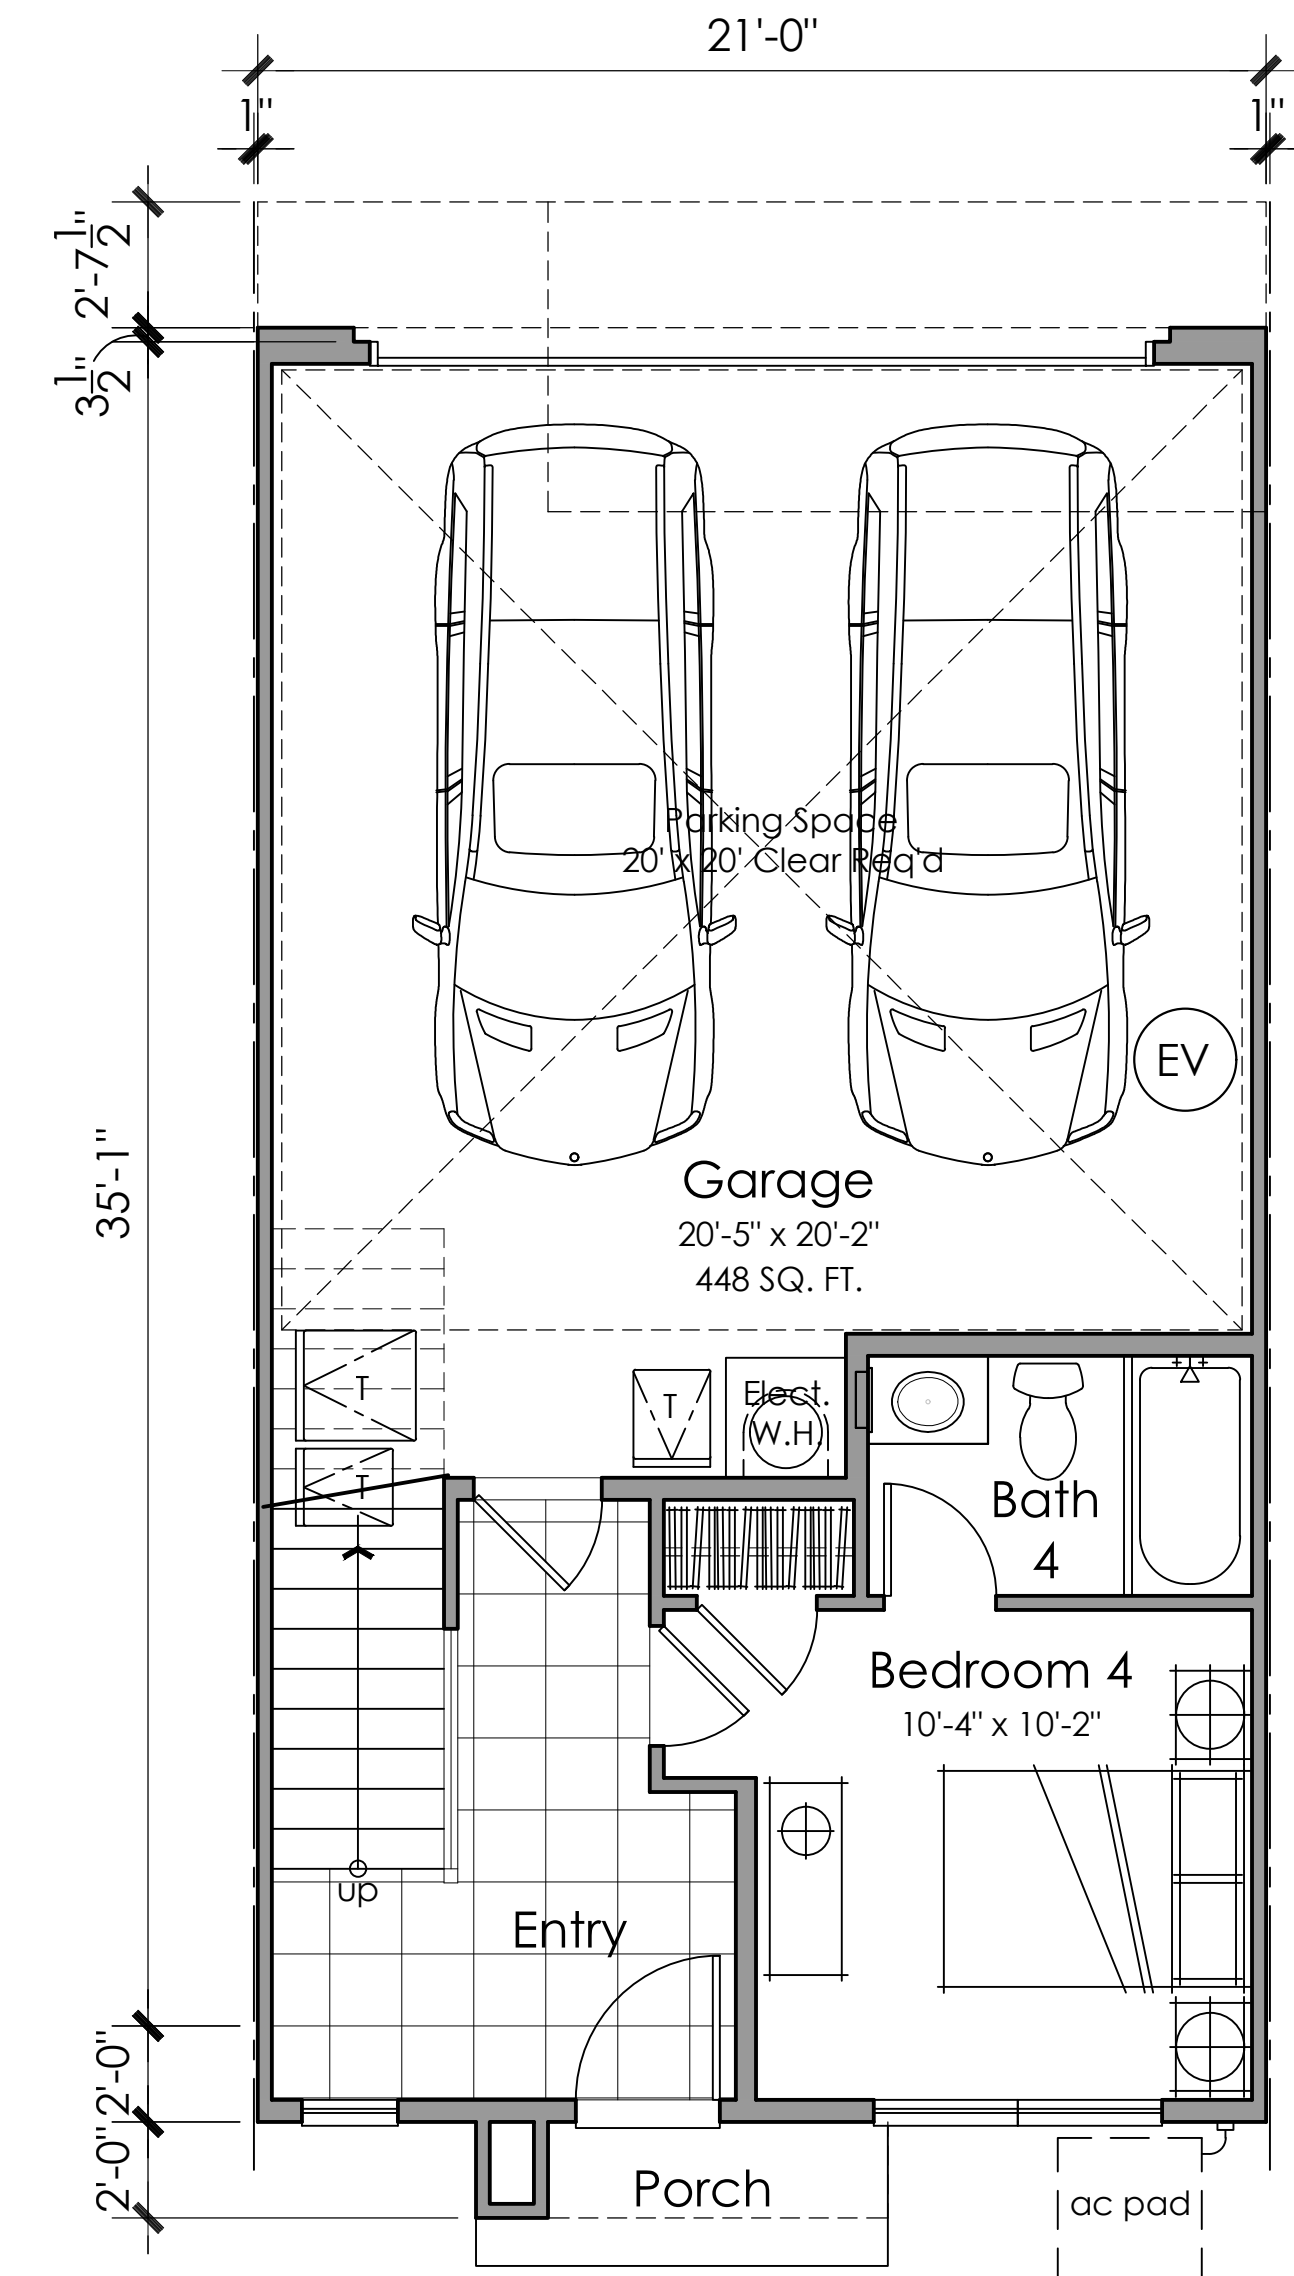 21'-0"
1"
1"
2'-7 1/2"
3 1/2"
35'-1"
2'-0"
2'-0"
Parking Space
20' x 20' Clear Req'd
EV
Garage
20'-5" x 20'-2"
448 SQ. FT.
T
T
T
Elect.
W.H.
Bath
4
Bedroom 4
10'-4" x 10'-2"
up
Entry
Porch
ac pad